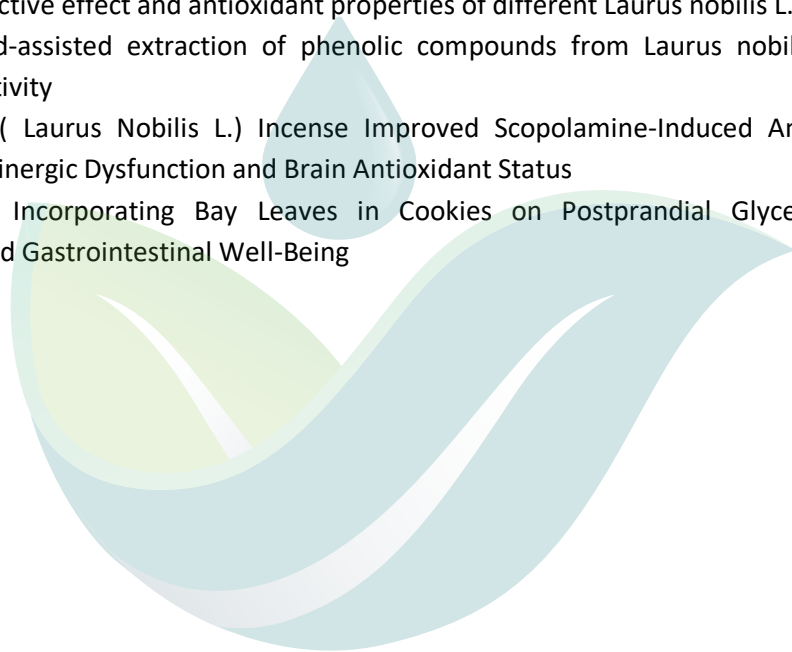 ctive effect and antioxidant properties of different Laurus nobilis L.
d-assisted extraction of phenolic compounds from Laurus nobil
tivity
( Laurus Nobilis L.) Incense Improved Scopolamine-Induced Ar
inergic Dysfunction and Brain Antioxidant Status
Incorporating Bay Leaves in Cookies on Postprandial Glyce
d Gastrointestinal Well-Being